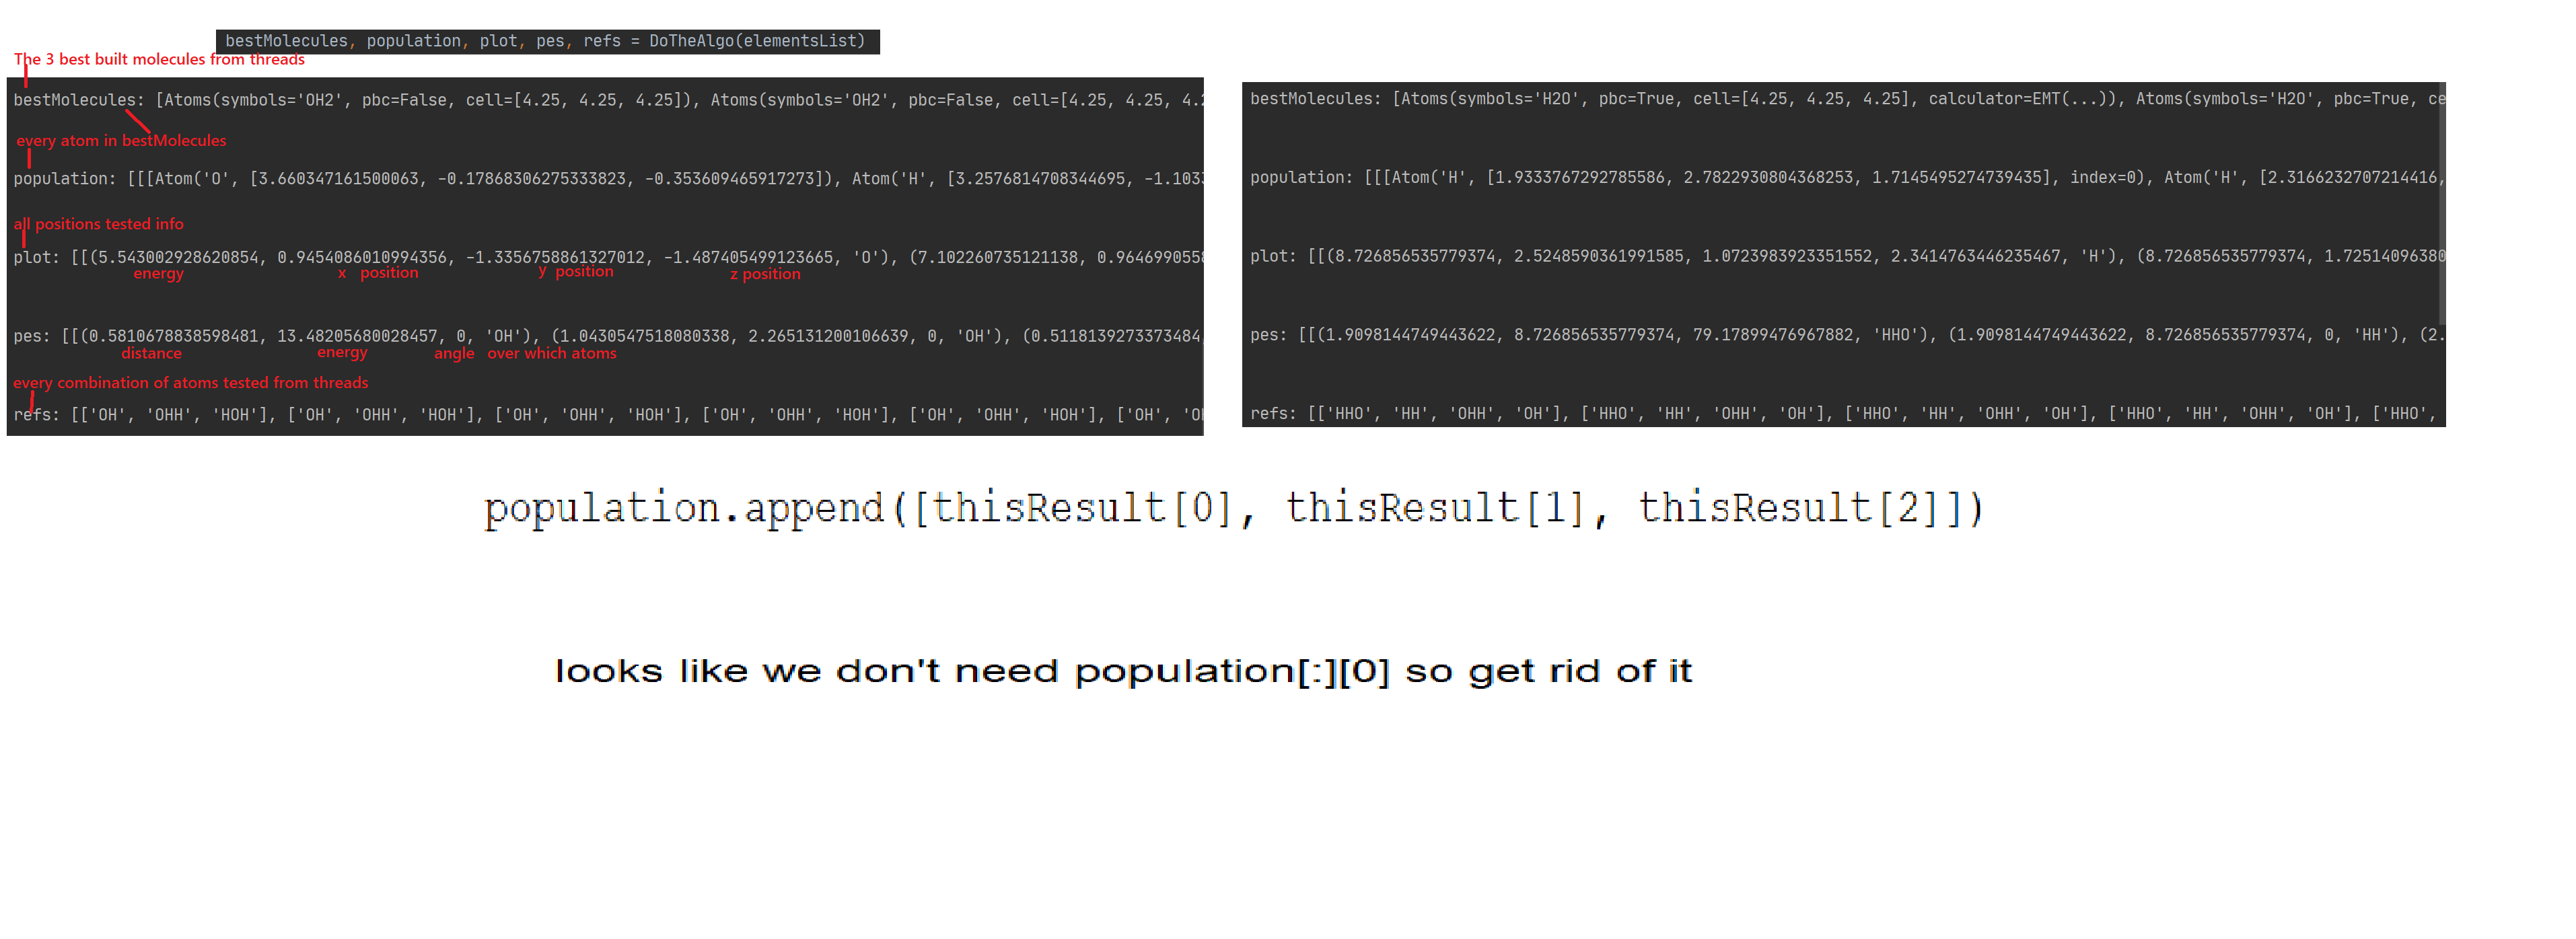 bestMolecules, population, plot, pes, refs = DoTheAlgo(elementsList)
The 3 best built molecules from threads
bestMolecules: [Atoms(symbols='OH2', pbc=False, cell=[4.25, 4.25, 4.25]), Atoms(symbols='OH2', pbc=False, cell=[4.25, 4.25, 4.2
every atom in bestMolecules
population: [[[Atom('O', [3.660347161500063, -0.17868306275333823, -0.353609465917273]), Atom('H', [3.2576814708344695, -1.1033
all positions tested info
plot: [[(5.543002928620854, 0.9454086010994356, -1.3356758861327012, -1.487405499123665, 'O'), (7.102260735121138, 0.9646990558
energy x position y position z position
pes: [[(0.5810678838598481, 13.48205680028457, 0, 'OH'), (1.0430547518080338, 2.265131200106639, 0, 'OH'), (0.5118139273373484,
distance energy angle over which atoms
every combination of atoms tested from threads
refs: [['OH', 'OHH', 'HOH'], ['OH', 'OHH', 'HOH'], ['OH', 'OHH', 'HOH'], ['OH', 'OHH', 'HOH'], ['OH', 'OHH', 'HOH'], ['OH', 'OH
bestMolecules: [Atoms(symbols='H2O', pbc=True, cell=[4.25, 4.25, 4.25], calculator=EMT(...)), Atoms(symbols='H2O', pbc=True, ce
population: [[[Atom('H', [1.9333767292785586, 2.7822930804368253, 1.7145495274739435], index=0), Atom('H', [2.3166232707214416,
plot: [[(8.726856535779374, 2.5248590361991585, 1.0723983923351552, 2.3414763446235467, 'H'), (8.726856535779374, 1.72514096380
pes: [[(1.9098144749443622, 8.726856535779374, 79.17899476967882, 'HHO'), (1.9098144749443622, 8.726856535779374, 0, 'HH'), (2.
refs: [['HHO', 'HH', 'OHH', 'OH'], ['HHO', 'HH', 'OHH', 'OH'], ['HHO', 'HH', 'OHH', 'OH'], ['HHO', 'HH', 'OHH', 'OH'], ['HHO',
population.append([thisResult[0], thisResult[1], thisResult[2]])
looks like we don't need population[:][0] so get rid of it